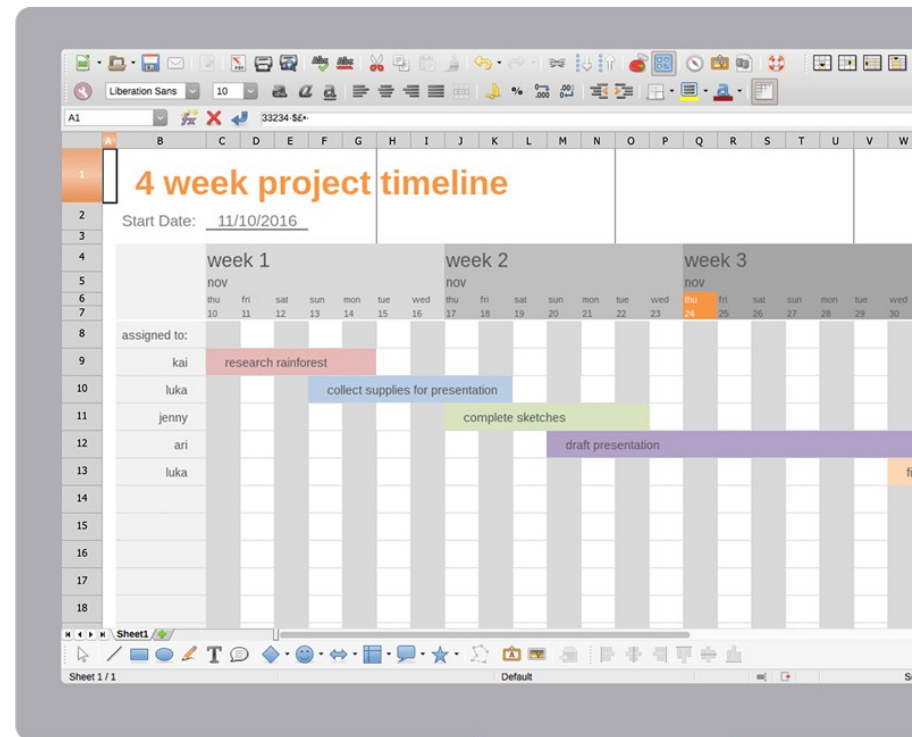 Liberation Sans 10
A1 33234-$£•·
A B C D E F G H I J K L M N O P Q R S T U V W
1 4 week project timeline
2 Start Date: 11/10/2016
3
4 week 1 week 2 week 3
5 nov nov nov
6 thu fri sat sun mon tue wed thu fri sat sun mon tue wed thu fri sat sun mon tue wed
7 10 11 12 13 14 15 16 17 18 19 20 21 22 23 24 25 26 27 28 29 30
8 assigned to:
9 kai research rainforest
10 luka collect supplies for presentation
11 jenny complete sketches
12 ari draft presentation
13 luka
14
15
16
17
18
Sheet1
Sheet 1 / 1 Default